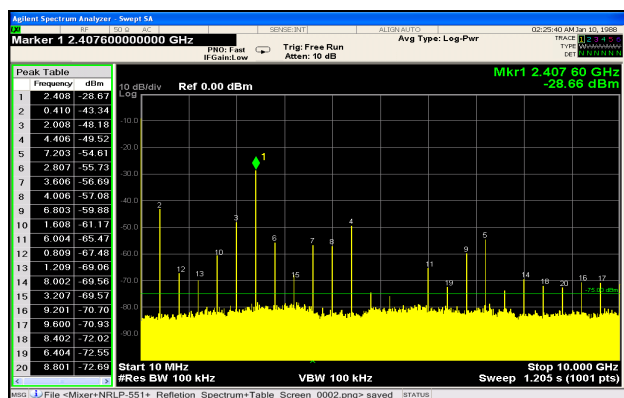 Agilent Spectrum Analyzer - Swept SA
RF 50 Ω AC SENSE:INT ALIGN AUTO 02:25:40 AM Jan 10, 1988
Marker 1 2.407600000000 GHz
PNO: Fast
IFGain:Low
Trig: Free Run
Atten: 10 dB
Avg Type: Log-Pwr
TRACE 1 2 3 4 5 6
TYPE
DET N N N N N N
Peak Table
Frequency dBm
1 2.408 -28.67
2 0.410 -43.34
3 2.008 -48.18
4 4.406 -49.52
5 7.203 -54.61
6 2.807 -55.73
7 3.606 -56.69
8 4.006 -57.08
9 6.803 -59.88
10 1.608 -61.17
11 6.004 -65.47
12 0.809 -67.48
13 1.209 -69.06
14 8.002 -69.56
15 3.207 -69.57
16 9.201 -70.70
17 9.600 -70.93
18 8.402 -72.02
19 6.404 -72.55
20 8.801 -72.69
Mkr1 2.407 60 GHz
-28.66 dBm
10 dB/div Ref 0.00 dBm
Log
-10.0
-20.0
-30.0
-40.0
-50.0
-60.0
-70.0
-80.0
-90.0
1
2
3
4
5
6
7
8
9
10
11
12
13
14
15
16
17
18
19
20
-75.00 dBm
Start 10 MHz Stop 10.000 GHz
#Res BW 100 kHz VBW 100 kHz Sweep 1.205 s (1001 pts)
MSG File <Mixer+NRLP-551+_Refletion_Spectrum+Table_Screen_0002.png> saved STATUS